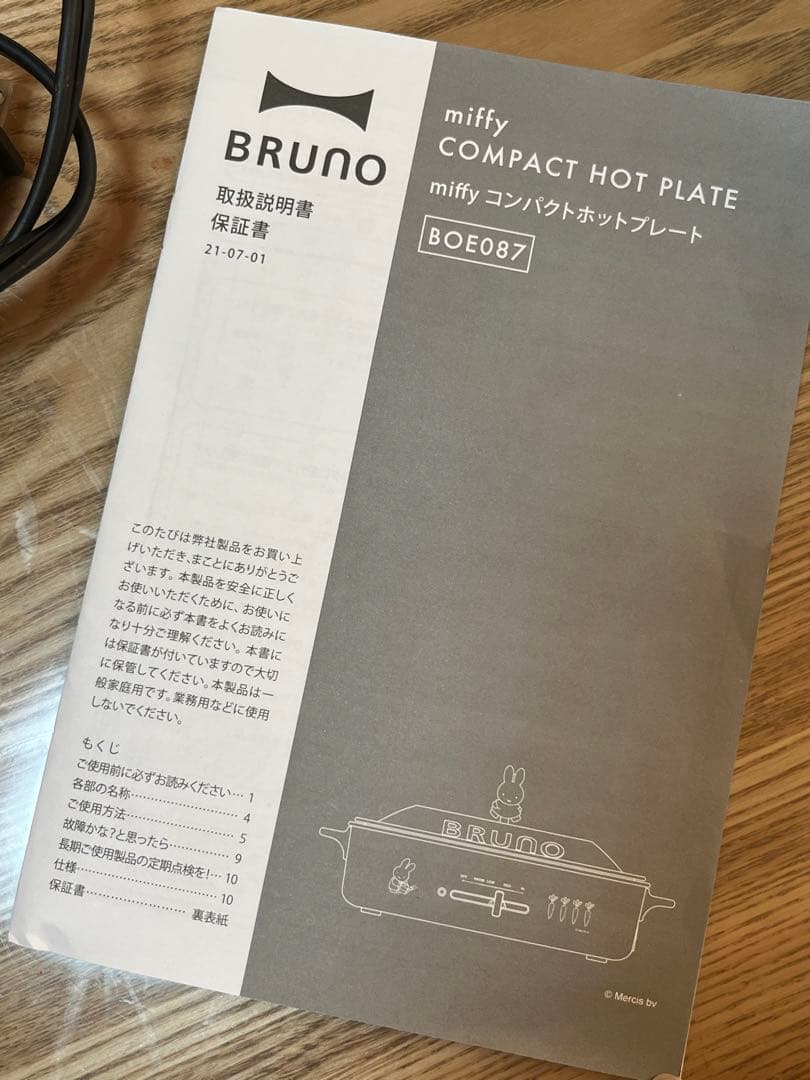 BRUNO
取扱説明書
保証書
21-07-01
miffy
COMPACT HOT PLATE
miffy コンパクトホットプレート
BOE087
このたびは弊社製品をお買い上
げいただき、まことにありがとうご
ざいます。本製品を安全に正しく
お使いいただくために、お使いに
なる前に必ず本書をよくお読みに
なり十分ご理解ください。本書に
は保証書が付いていますので大切
に保管してください。本製品は一
般家庭用です。業務用などに使用
しないでください。
もくじ
ご使用前に必ずお読みください… 1
各部の名称………………………… 4
ご使用方法………………………… 5
故障かな?と思ったら…………… 9
長期ご使用製品の定期点検を!… 10
仕様………………………………… 10
保証書……………………… 裏表紙
BRUNO
© Mercis bv